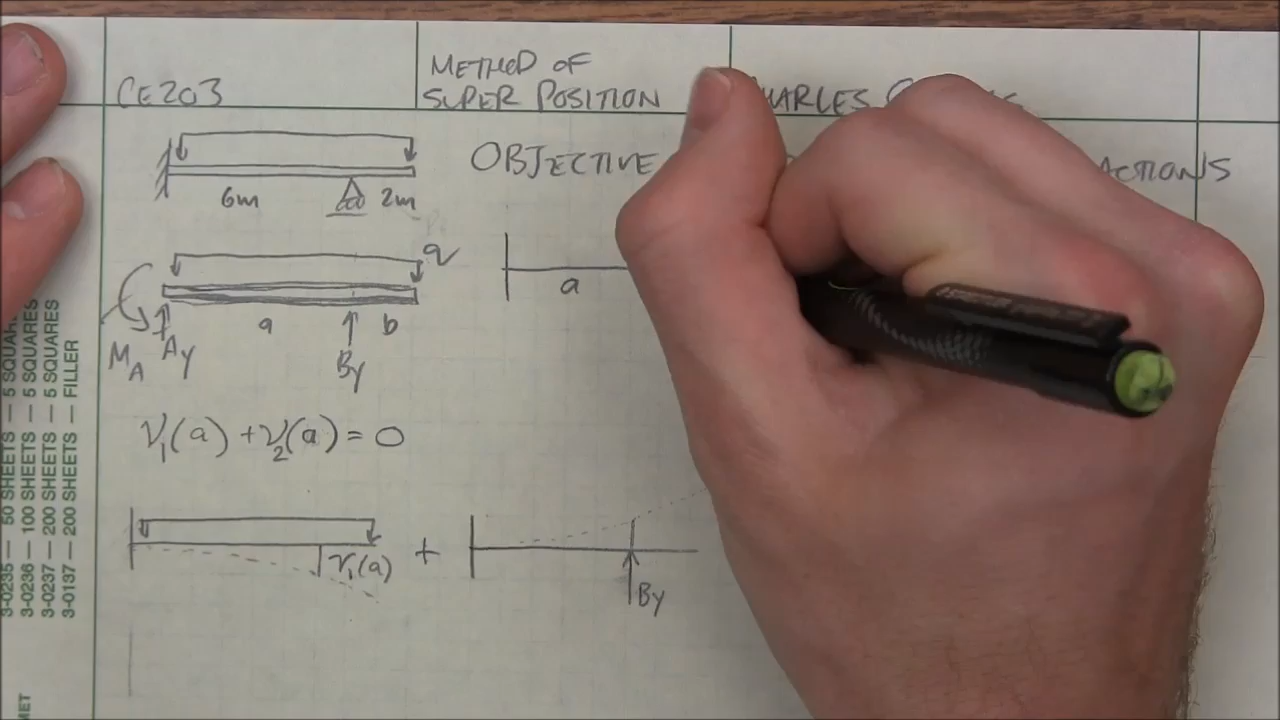 CE203
METHOD OF
SUPER POSITION
OBJECTIVE
ACTIONS
6m
2m
q
a
b
a
M_A
Ay
By
v₁(a) + v₂(a) = 0
v₁(a)
+
By
3-0235 — 50 SHEETS — 5 SQUARES
3-0236 — 100 SHEETS — 5 SQUARES
3-0237 — 200 SHEETS — 5 SQUARES
3-0137 — 200 SHEETS — FILLER